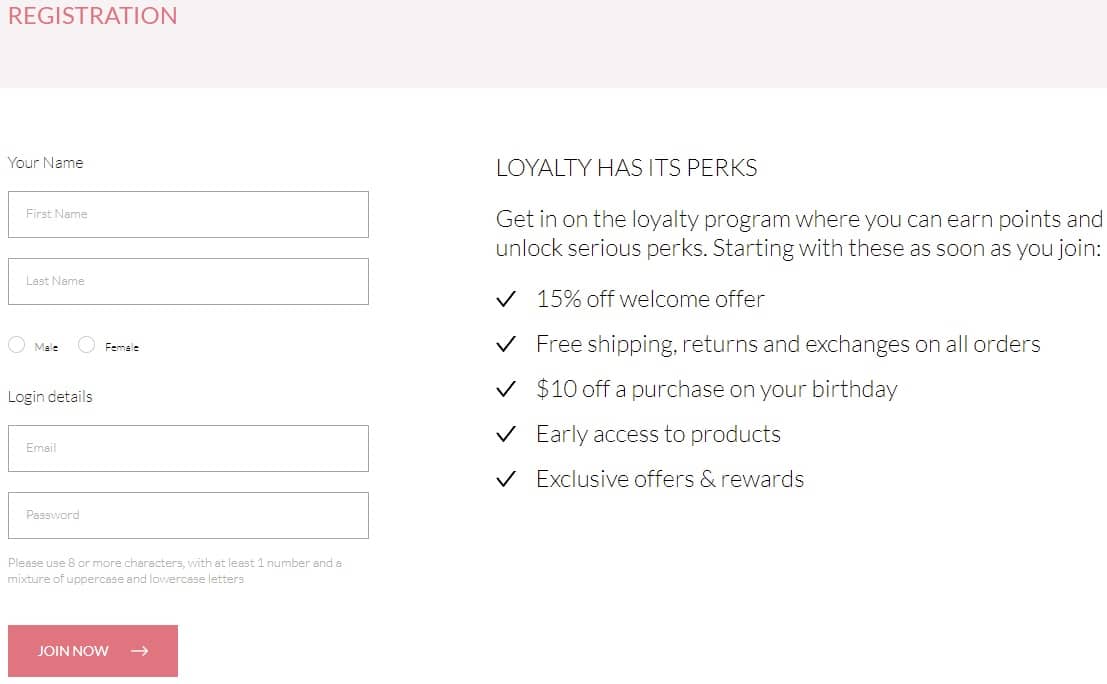 REGISTRATION
Your Name
First Name
Last Name
Male Female
Login details
Email
Password
Please use 8 or more characters, with at least 1 number and a
mixture of uppercase and lowercase letters
JOIN NOW
LOYALTY HAS ITS PERKS
Get in on the loyalty program where you can earn points and
unlock serious perks. Starting with these as soon as you join:
15% off welcome offer
Free shipping, returns and exchanges on all orders
$10 off a purchase on your birthday
Early access to products
Exclusive offers & rewards